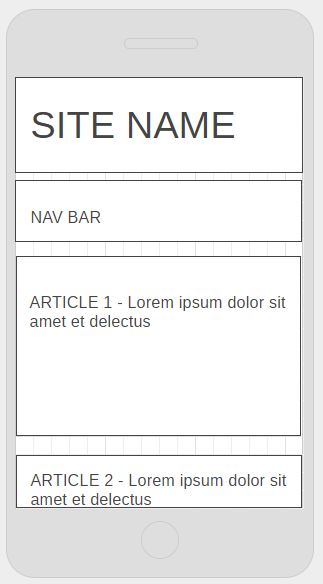 SITE NAME
NAV BAR
ARTICLE 1 - Lorem ipsum dolor sit
amet et delectus
ARTICLE 2 - Lorem ipsum dolor sit
amet et delectus